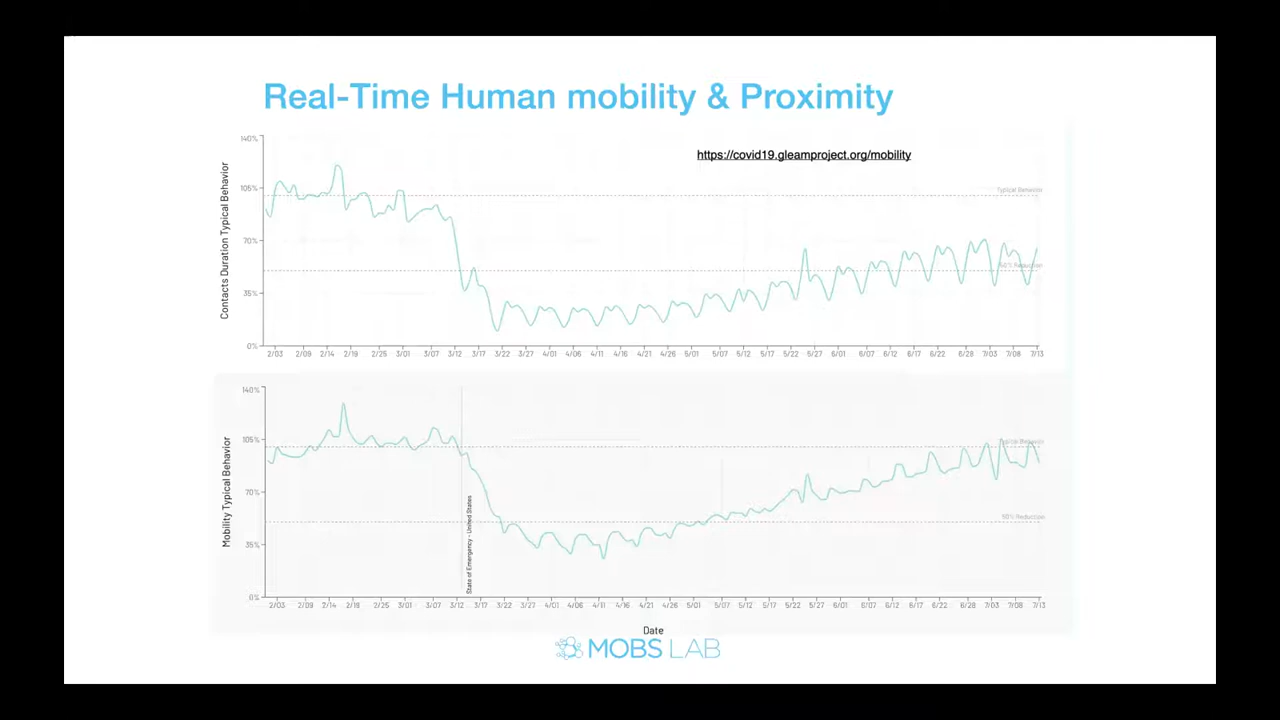 Real-Time Human mobility & Proximity
https://covid19.gleamproject.org/mobility
Contacts Duration Typical Behavior
140%
105%
70%
35%
0%
Typical Behavior
50% Reduction
2/03 2/09 2/14 2/19 2/25 3/01 3/07 3/12 3/17 3/22 3/27 4/01 4/06 4/11 4/16 4/21 4/26 5/01 5/07 5/12 5/17 5/22 5/27 6/01 6/07 6/12 6/17 6/22 6/28 7/03 7/08 7/13
Mobility Typical Behavior
140%
105%
70%
35%
0%
Typical Behavior
50% Reduction
State of Emergency - United States
2/03 2/09 2/14 2/18 2/25 3/01 3/07 3/12 3/17 3/22 3/27 4/01 4/06 4/11 4/16 4/21 4/26 5/01 5/07 5/12 5/17 5/22 5/27 6/01 6/07 6/12 6/17 6/22 6/28 7/03 7/08 7/13
Date
MOBS LAB